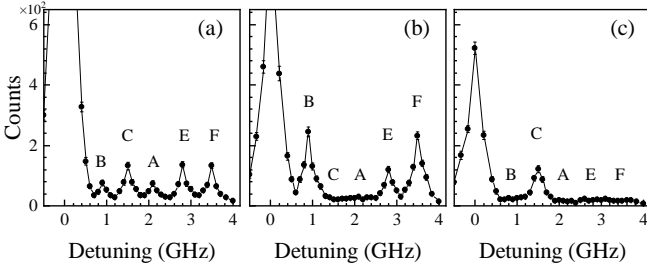 ×10²
(a) (b) (c)
6
B F
C E F C
4
Counts
B A E
2
C A B A E F
0
0 1 2 3 4 0 1 2 3 4 0 1 2 3 4
Detuning (GHz) Detuning (GHz) Detuning (GHz)